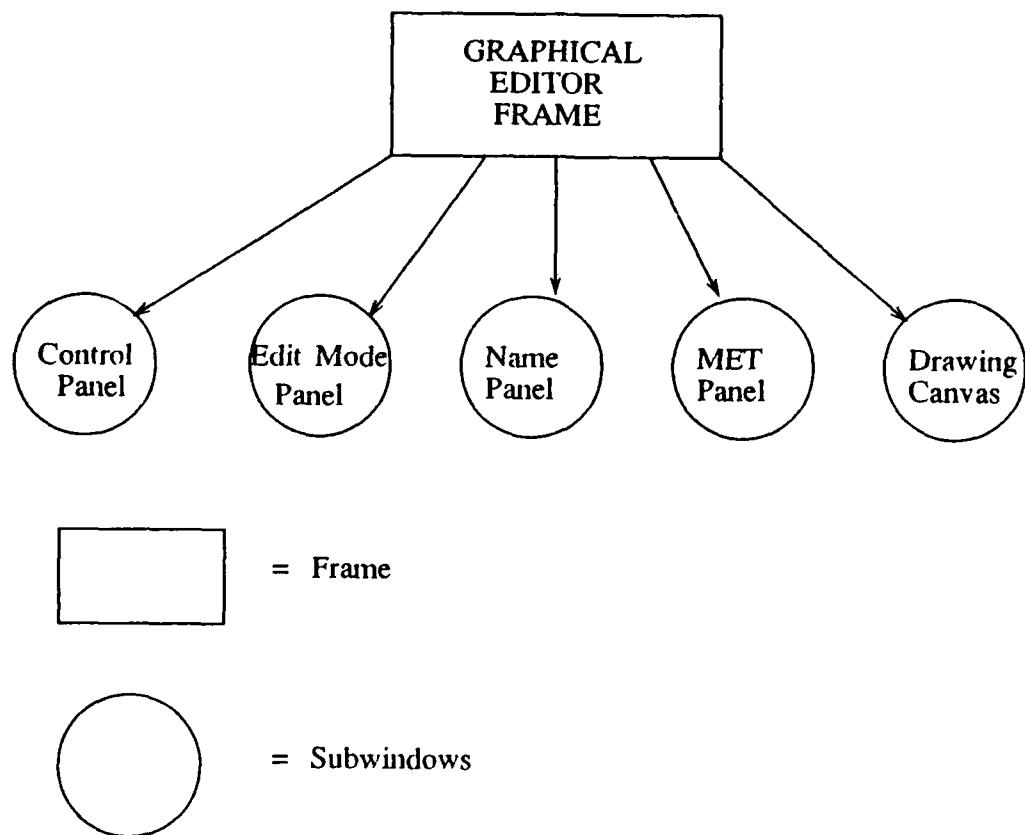 GRAPHICAL
EDITOR
FRAME
Control
Panel
Edit Mode
Panel
Name
Panel
MET
Panel
Drawing
Canvas
= Frame
= Subwindows